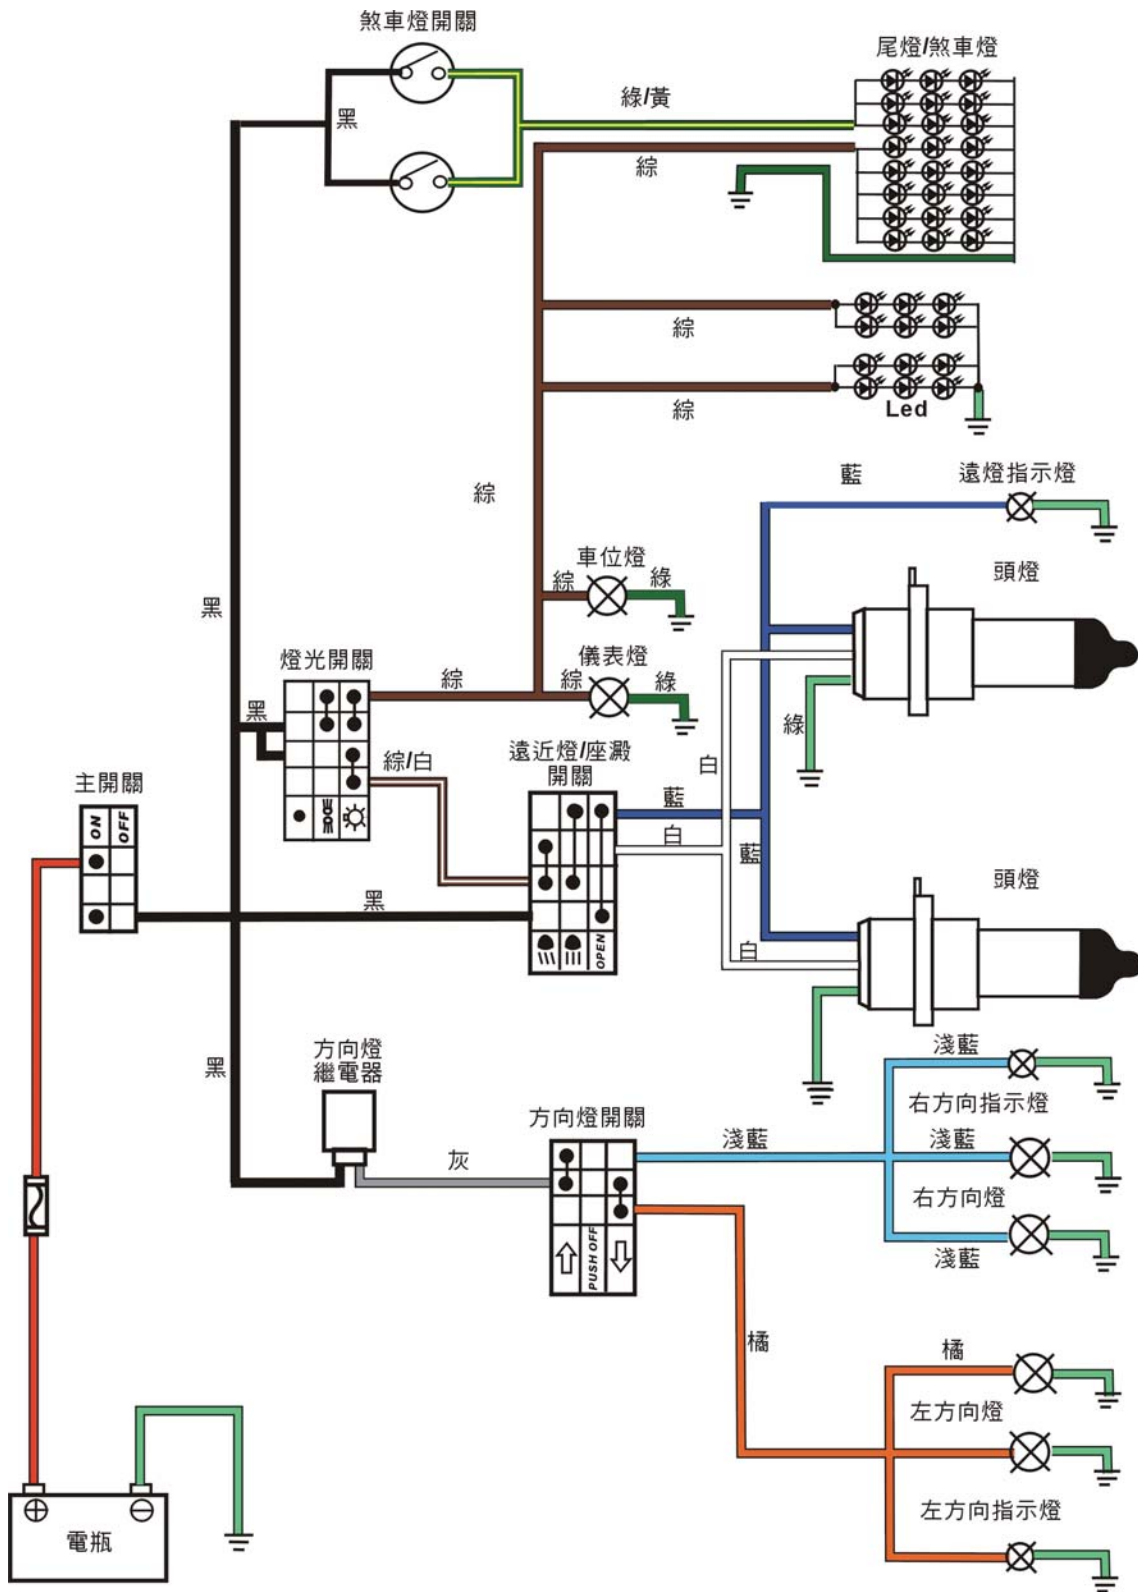 煞車燈開關
尾燈/煞車燈
綠/黃
黑
綜
綜
綜
Led
藍
遠燈指示燈
綜
車位燈
綜
綠
頭燈
黑
燈光開關
儀表燈
綜
綜
綠
黑
綠
綜/白
遠近燈/座澱
開關
白
主開關
藍
ON
OFF
白
藍
頭燈
黑
OPEN
白
方向燈
繼電器
淺藍
黑
右方向指示燈
方向燈開關
灰
淺藍
淺藍
右方向燈
PUSH OFF
淺藍
橘
橘
左方向燈
左方向指示燈
電瓶